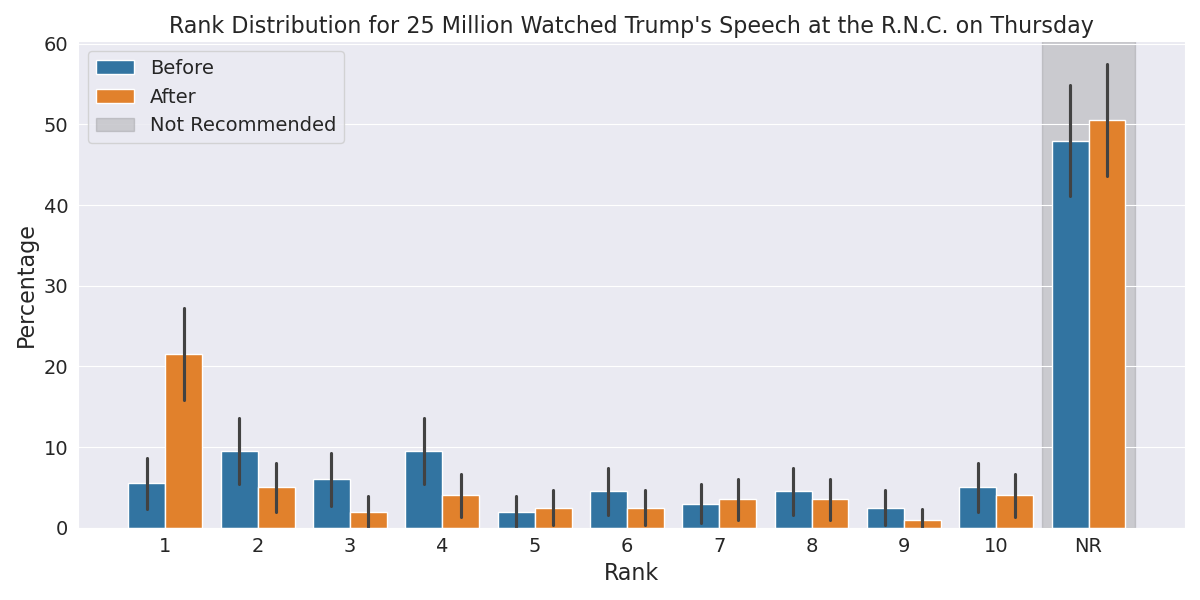 Rank Distribution for 25 Million Watched Trump's Speech at the R.N.C. on Thursday
Before
After
Not Recommended
Percentage
60
50
40
30
20
10
0
1 2 3 4 5 6 7 8 9 10 NR
Rank